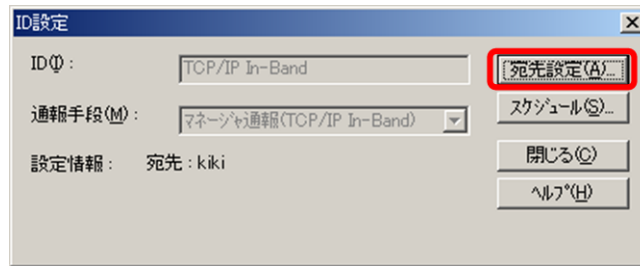 ID設定
ID(I)： TCP/IP In-Band 宛先設定(A)...
通報手段(M)： マネージャ通報(TCP/IP In-Band) スケジュール(S)...
設定情報： 宛先：kiki 閉じる(C)
ヘルプ(H)